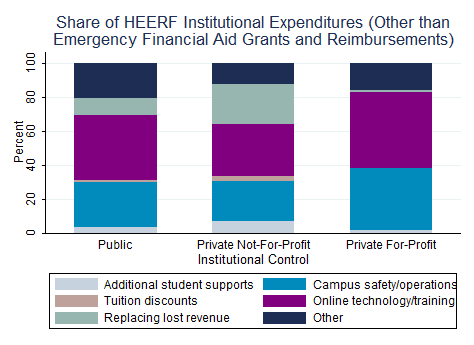 Share of HEERF Institutional Expenditures (Other than
Emergency Financial Aid Grants and Reimbursements)
Percent
100
80
60
40
20
0
Public
Private Not-For-Profit
Private For-Profit
Institutional Control
Additional student supports
Campus safety/operations
Tuition discounts
Online technology/training
Replacing lost revenue
Other